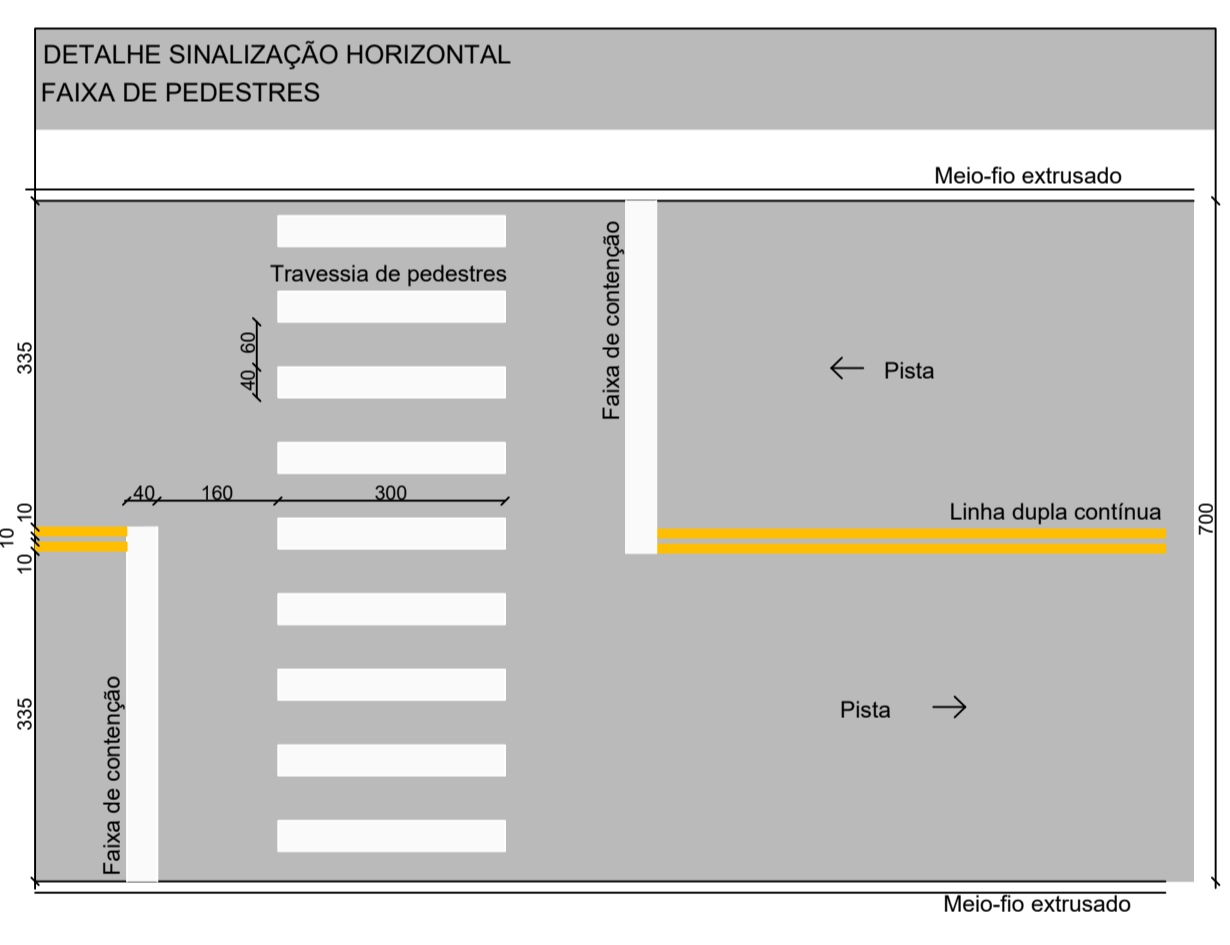 DETALHE SINALIZAÇÃO HORIZONTAL
FAIXA DE PEDESTRES
Meio-fio extrusado
Faixa de contenção
Travessia de pedestres
60
40
335
Pista
40
160
300
Linha dupla contínua
10
10
10
700
335
Faixa de contenção
Pista
Meio-fio extrusado